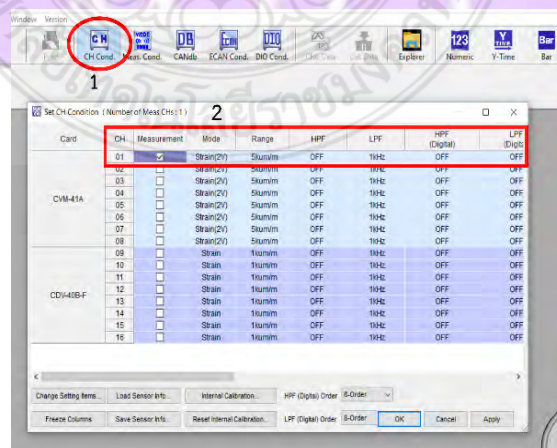 Window Version
CH Cond. Meas. Cond. CANdb ECAN Cond. DIO Cond. Explorer Numeric Y-Time Bar
1
Set CH Condition ( Number of Meas CHs : 1 )
2
Card CH Measurement Mode Range HPF LPF HPF (Digital) LPF
01 Strain(2V) 5kum/m OFF 1kHz OFF OFF
02 Strain(2V) 5kum/m OFF 1kHz OFF OFF
03 Strain(2V) 5kum/m OFF 1kHz OFF OFF
04 Strain(2V) 5kum/m OFF 1kHz OFF OFF
CVM-41A
05 Strain(2V) 5kum/m OFF 1kHz OFF OFF
06 Strain(2V) 5kum/m OFF 1kHz OFF OFF
07 Strain(2V) 5kum/m OFF 1kHz OFF OFF
08 Strain(2V) 5kum/m OFF 1kHz OFF OFF
09 Strain 1kum/m OFF 1kHz OFF OFF
10 Strain 1kum/m OFF 1kHz OFF OFF
11 Strain 1kum/m OFF 1kHz OFF OFF
12 Strain 1kum/m OFF 1kHz OFF OFF
CDV-40B-F
13 Strain 1kum/m OFF 1kHz OFF OFF
14 Strain 1kum/m OFF 1kHz OFF OFF
15 Strain 1kum/m OFF 1kHz OFF OFF
16 Strain 1kum/m OFF 1kHz OFF OFF
Change Setting Items... Load Sensor Info... Internal Calibration... HPF (Digital) Order 8-Order
Freeze Columns Save Sensor Info... Reset Internal Calibration... LPF (Digital) Order 8-Order OK Cancel Apply